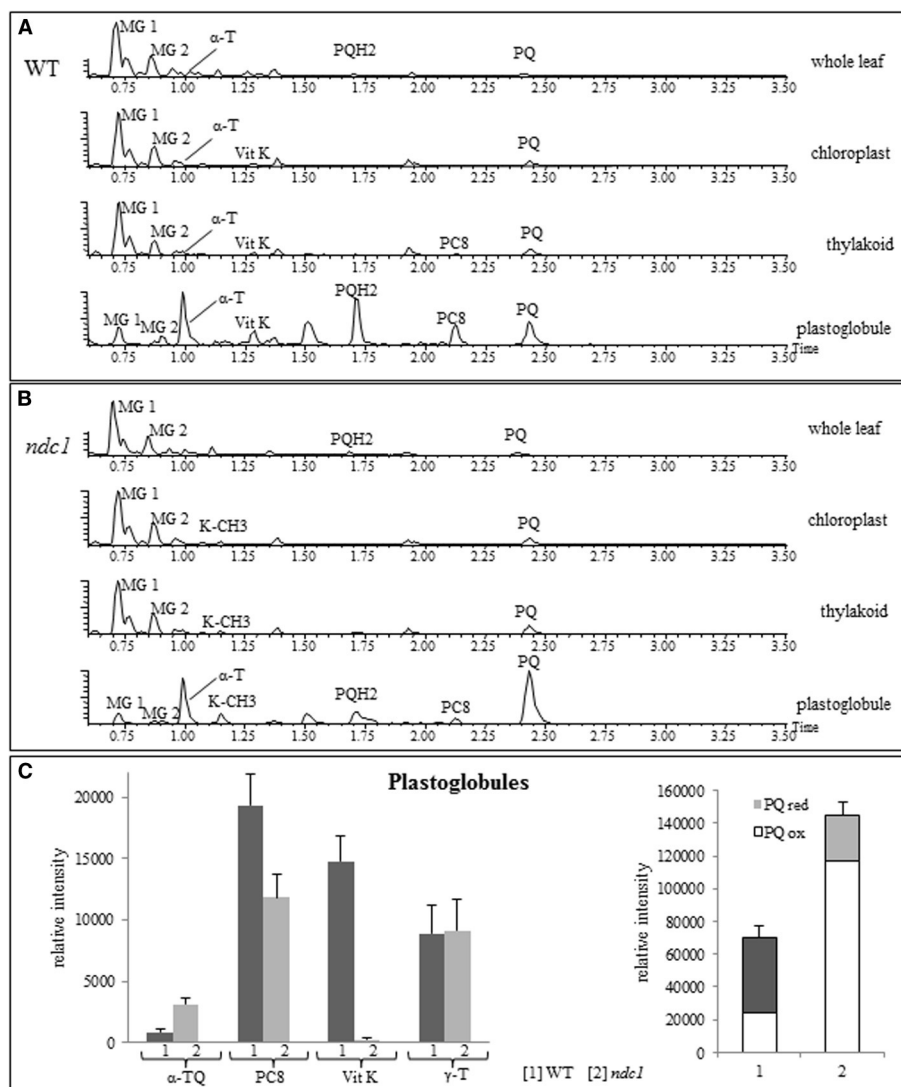 A
WT
MG 1
MG 2
α-T
PQH2
PQ
whole leaf
0.75 1.00 1.25 1.50 1.75 2.00 2.25 2.50 2.75 3.00 3.25 3.50
MG 1
MG 2
α-T
Vit K
PQ
chloroplast
0.75 1.00 1.25 1.50 1.75 2.00 2.25 2.50 2.75 3.00 3.25 3.50
MG 1
MG 2
α-T
Vit K
PC8
PQ
thylakoid
0.75 1.00 1.25 1.50 1.75 2.00 2.25 2.50 2.75 3.00 3.25 3.50
MG 1
MG 2
α-T
Vit K
PQH2
PC8
PQ
plastoglobule
Time
0.75 1.00 1.25 1.50 1.75 2.00 2.25 2.50 2.75 3.00 3.25 3.50
B
ndc1
MG 1
MG 2
PQH2
PQ
whole leaf
0.75 1.00 1.25 1.50 1.75 2.00 2.25 2.50 2.75 3.00 3.25 3.50
MG 1
MG 2
K-CH3
PQ
chloroplast
0.75 1.00 1.25 1.50 1.75 2.00 2.25 2.50 2.75 3.00 3.25 3.50
MG 1
MG 2
K-CH3
PQ
thylakoid
0.75 1.00 1.25 1.50 1.75 2.00 2.25 2.50 2.75 3.00 3.25 3.50
MG 1
MG 2
α-T
K-CH3
PQH2
PC8
PQ
plastoglobule
Time
0.75 1.00 1.25 1.50 1.75 2.00 2.25 2.50 2.75 3.00 3.25 3.50
C
Plastoglobules
relative intensity
20000
15000
10000
5000
0
1 2 1 2 1 2 1 2
α-TQ PC8 Vit K γ-T
[1] WT [2] ndc1
relative intensity
160000
140000
120000
100000
80000
60000
40000
20000
0
PQ red
PQ ox
1 2